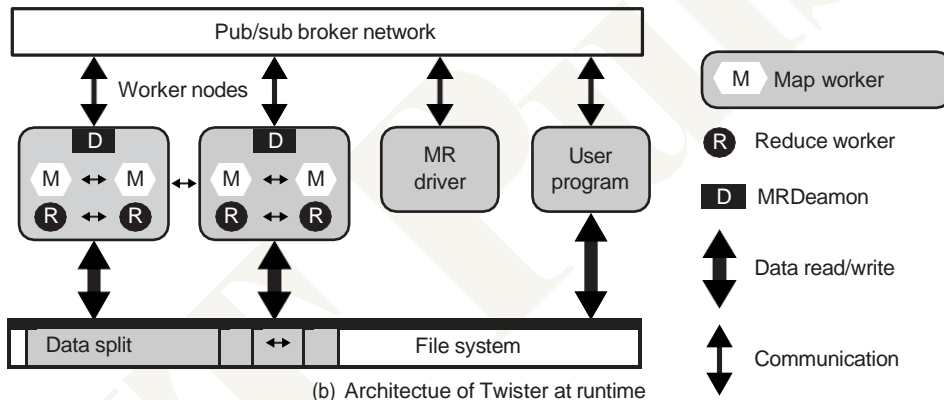 Pub/sub broker network
Worker nodes
D
D
M M
M M
R R
R R
MR
driver
User
program
Data split
File system
(b) Architectue of Twister at runtime
M Map worker
R Reduce worker
D MRDeamon
Data read/write
Communication